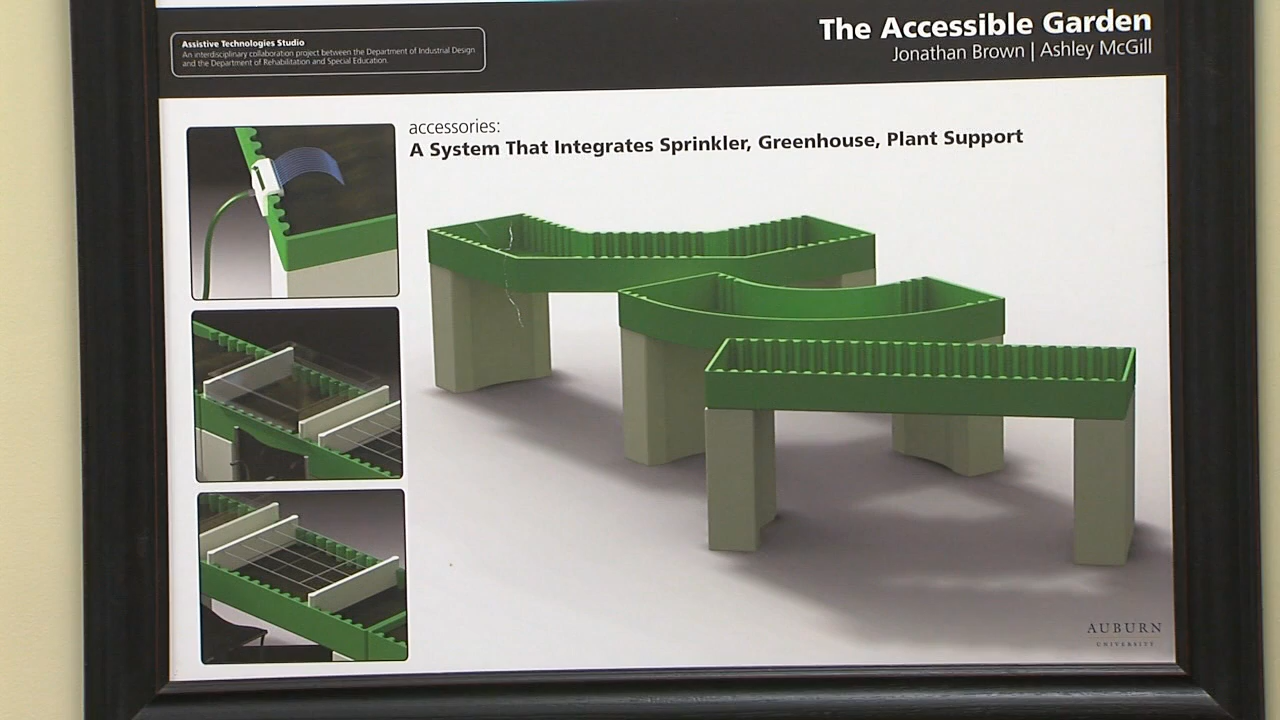 The Accessible Garden
Jonathan Brown | Ashley McGill
Assistive Technologies Studio
An interdisciplinary collaboration project between the Department of Industrial Design
and the Department of Rehabilitation and Special Education.
accessories:
A System That Integrates Sprinkler, Greenhouse, Plant Support
AUBURN
UNIVERSITY